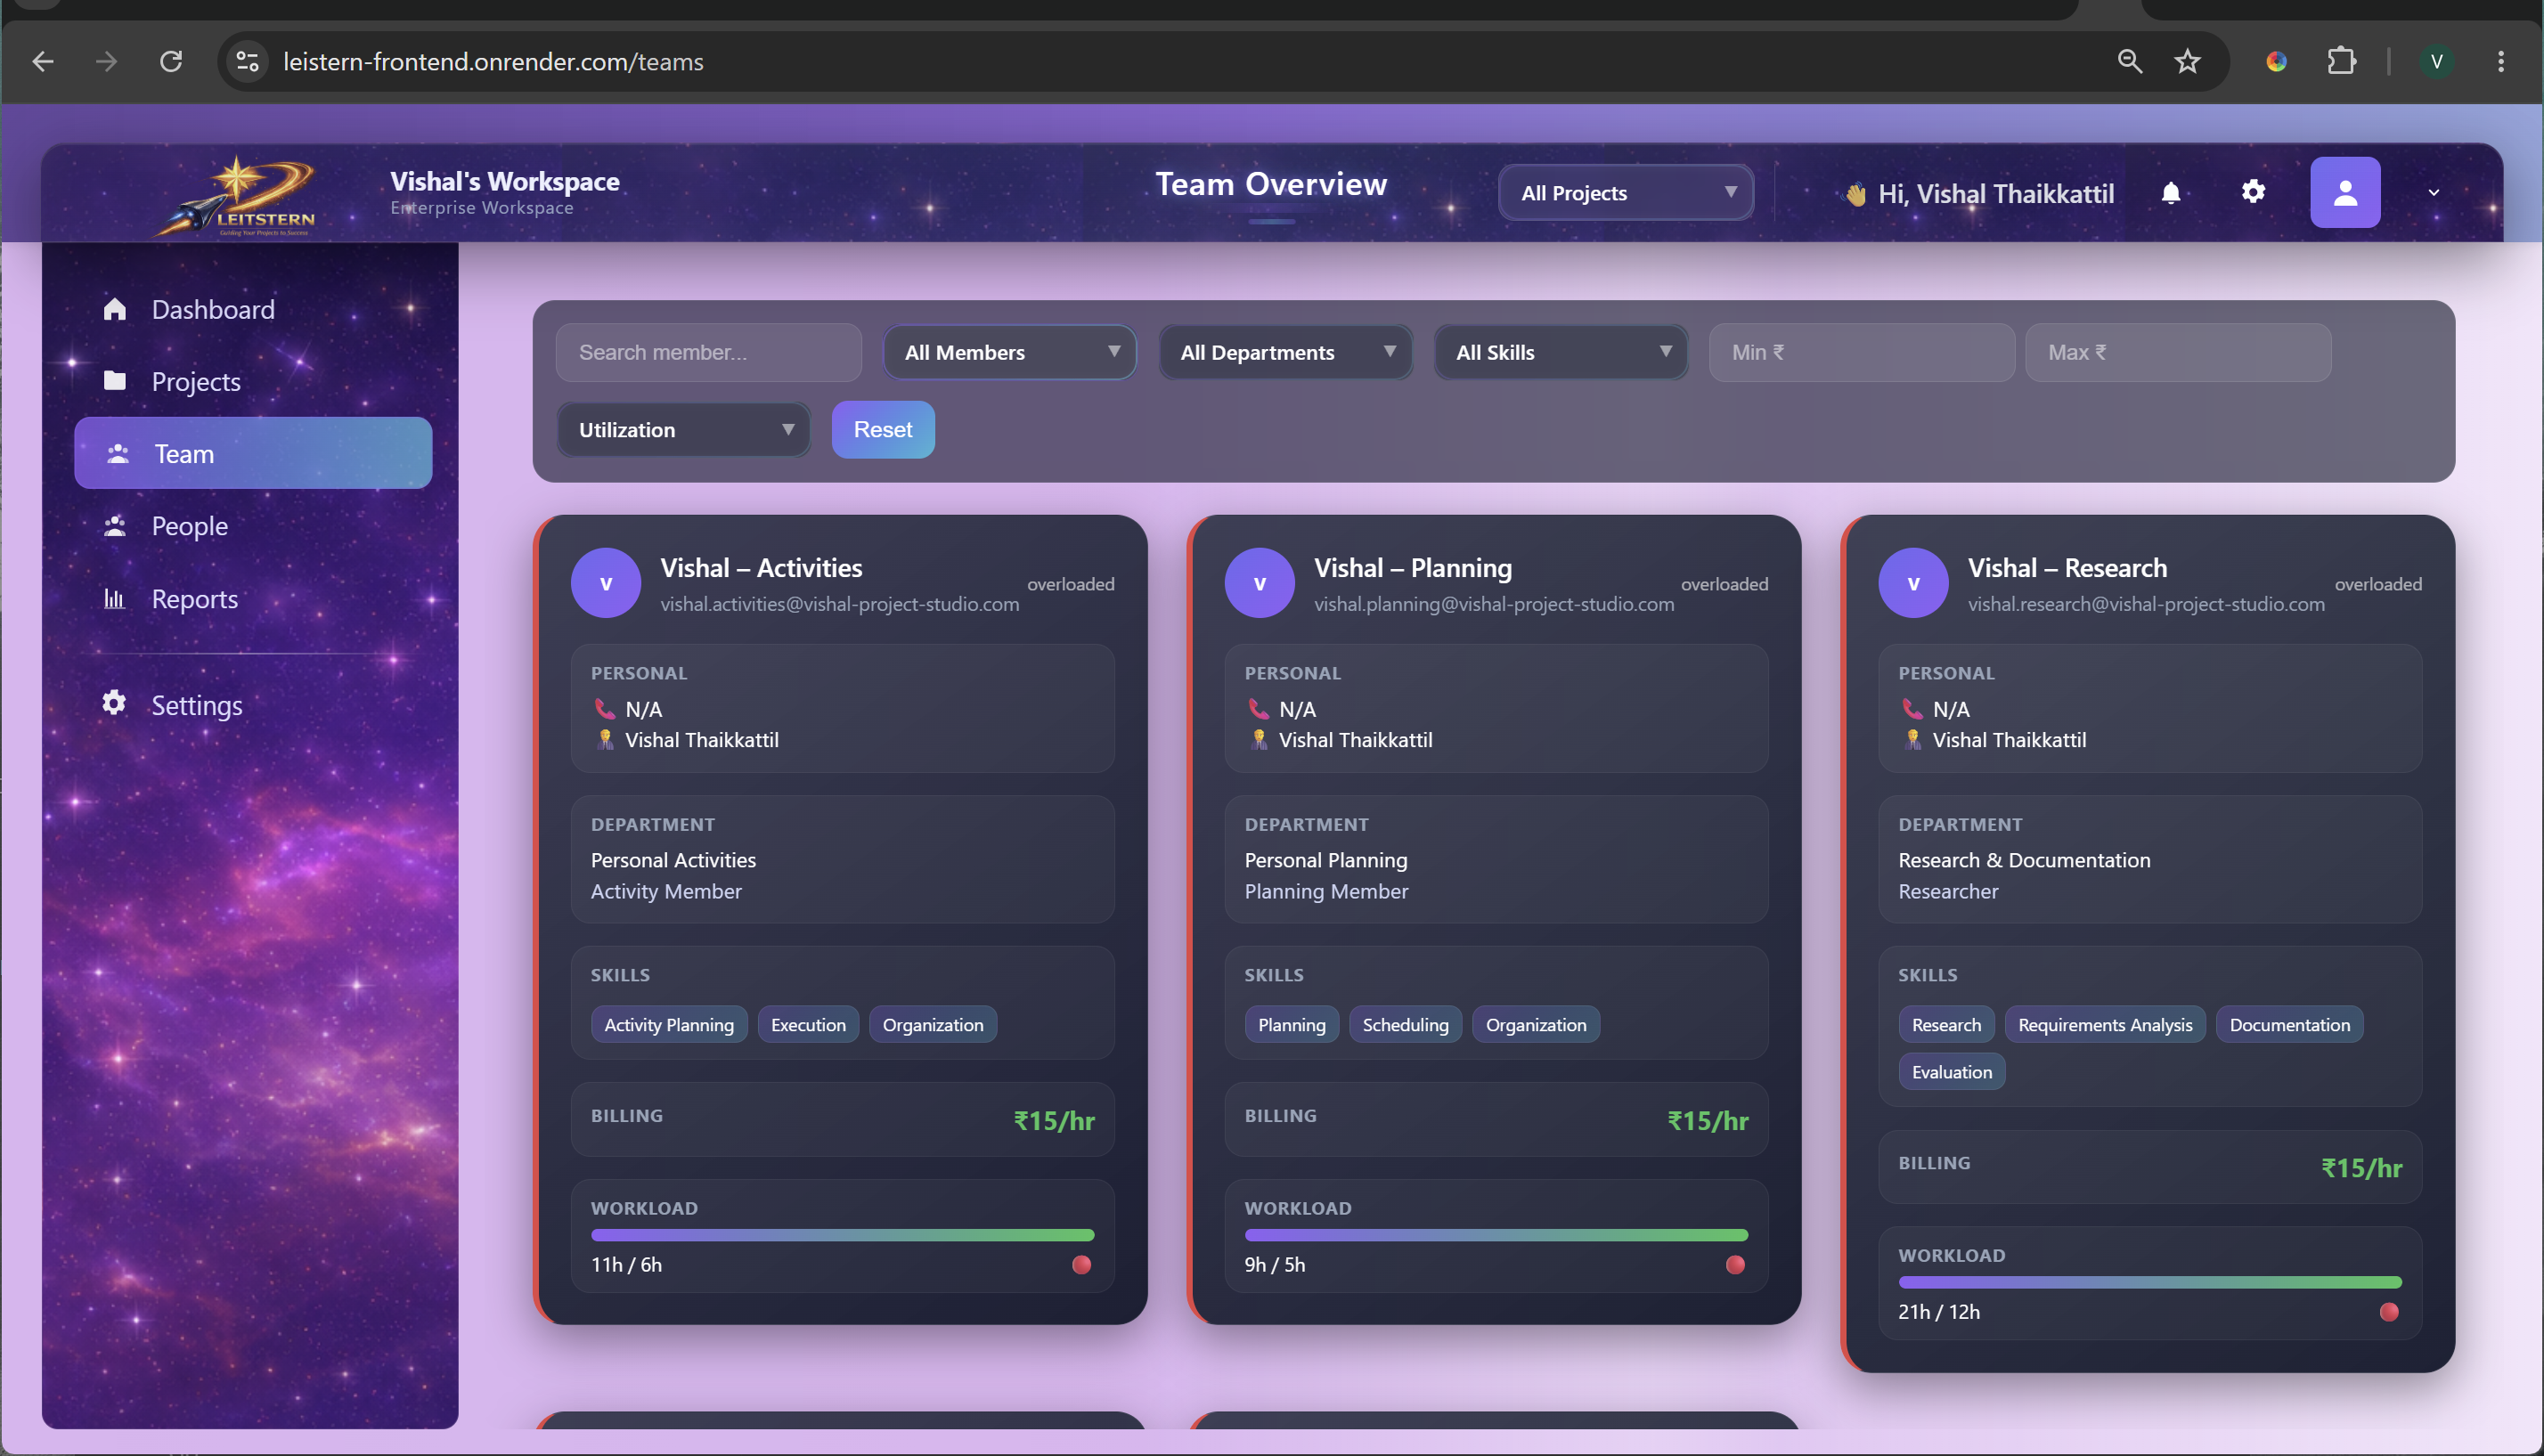 leistern-frontend.onrender.com/teams
V
LEITSTERN
Guiding Your Projects to Success
Vishal's Workspace
Enterprise Workspace
Team Overview
All Projects
Hi, Vishal Thaikkattil
Dashboard
Projects
Team
People
Reports
Settings
Search member...
All Members
All Departments
All Skills
Min ₹
Max ₹
Utilization
Reset
V
Vishal – Activities
vishal.activities@vishal-project-studio.com
overloaded
PERSONAL
N/A
Vishal Thaikkattil
DEPARTMENT
Personal Activities
Activity Member
SKILLS
Activity Planning Execution Organization
BILLING ₹15/hr
WORKLOAD
11h / 6h
V
Vishal – Planning
vishal.planning@vishal-project-studio.com
overloaded
PERSONAL
N/A
Vishal Thaikkattil
DEPARTMENT
Personal Planning
Planning Member
SKILLS
Planning Scheduling Organization
BILLING ₹15/hr
WORKLOAD
9h / 5h
V
Vishal – Research
vishal.research@vishal-project-studio.com
overloaded
PERSONAL
N/A
Vishal Thaikkattil
DEPARTMENT
Research & Documentation
Researcher
SKILLS
Research Requirements Analysis Documentation
Evaluation
BILLING ₹15/hr
WORKLOAD
21h / 12h